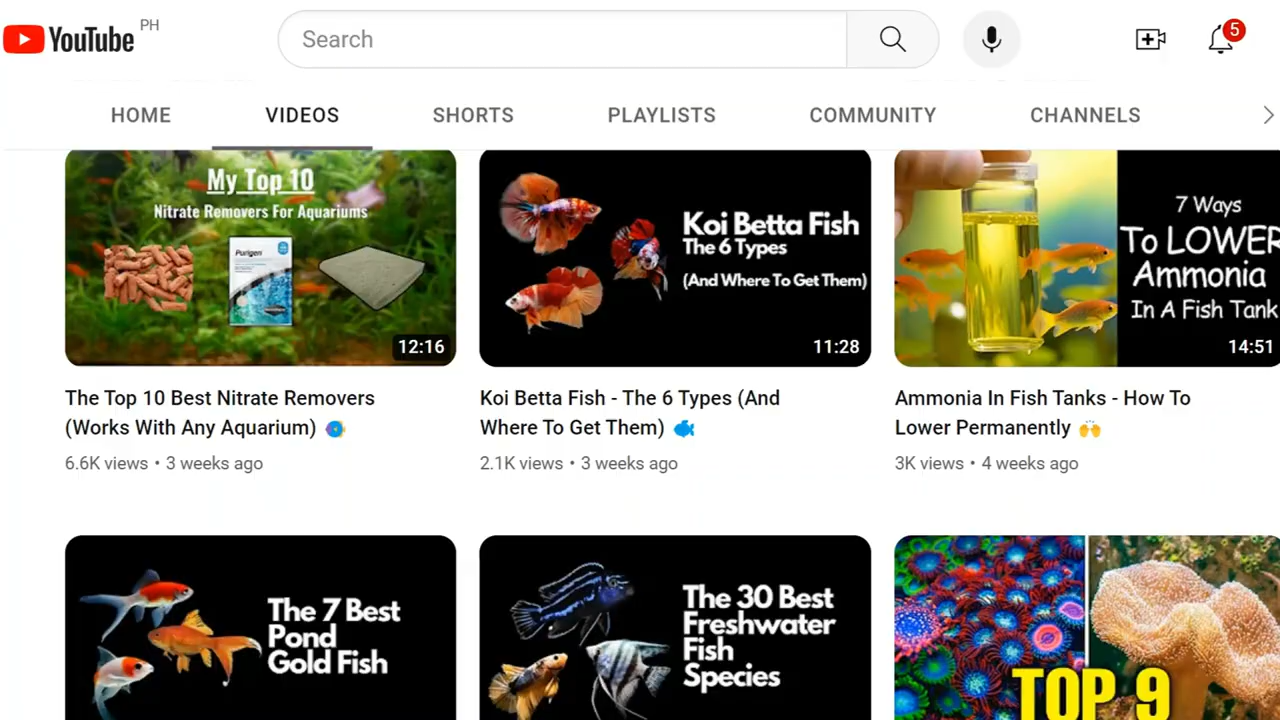 YouTube PH
Search
5
HOME
VIDEOS
SHORTS
PLAYLISTS
COMMUNITY
CHANNELS
My Top 10
Nitrate Removers For Aquariums
Purigen
12:16
Koi Betta Fish
The 6 Types
(And Where To Get Them)
11:28
7 Ways
To LOWER
Ammonia
In A Fish Tank
14:51
The Top 10 Best Nitrate Removers
(Works With Any Aquarium)
6.6K views • 3 weeks ago
Koi Betta Fish - The 6 Types (And
Where To Get Them)
2.1K views • 3 weeks ago
Ammonia In Fish Tanks - How To
Lower Permanently
3K views • 4 weeks ago
The 7 Best
Pond
Gold Fish
The 30 Best
Freshwater
Fish
Species
TOP 9